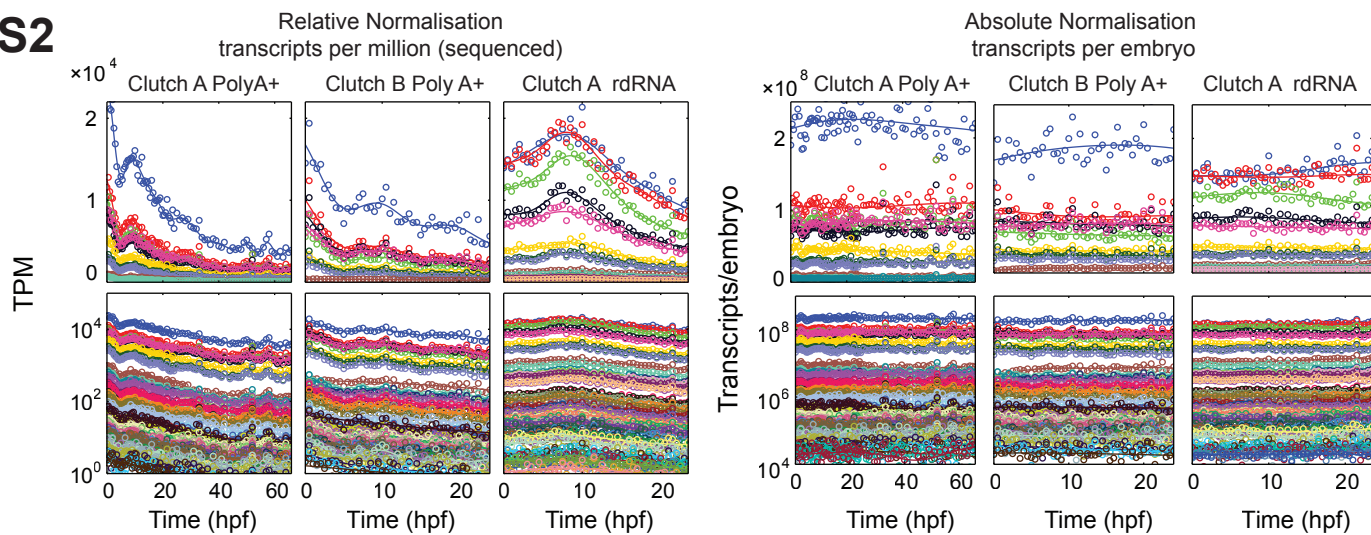 S2
Relative Normalisation
transcripts per million (sequenced)
Absolute Normalisation
transcripts per embryo
×10⁴
Clutch A PolyA+
Clutch B Poly A+
Clutch A rdRNA
×10⁸
Clutch A PolyA+
Clutch B Poly A+
Clutch A rdRNA
2
1
0
TPM
2
1
0
Transcripts/embryo
10⁴
10²
10⁰
10⁸
10⁶
10⁴
0 20 40 60
0 10 20
0 10 20
0 20 40 60
0 10 20
0 10 20
Time (hpf)
Time (hpf)
Time (hpf)
Time (hpf)
Time (hpf)
Time (hpf)